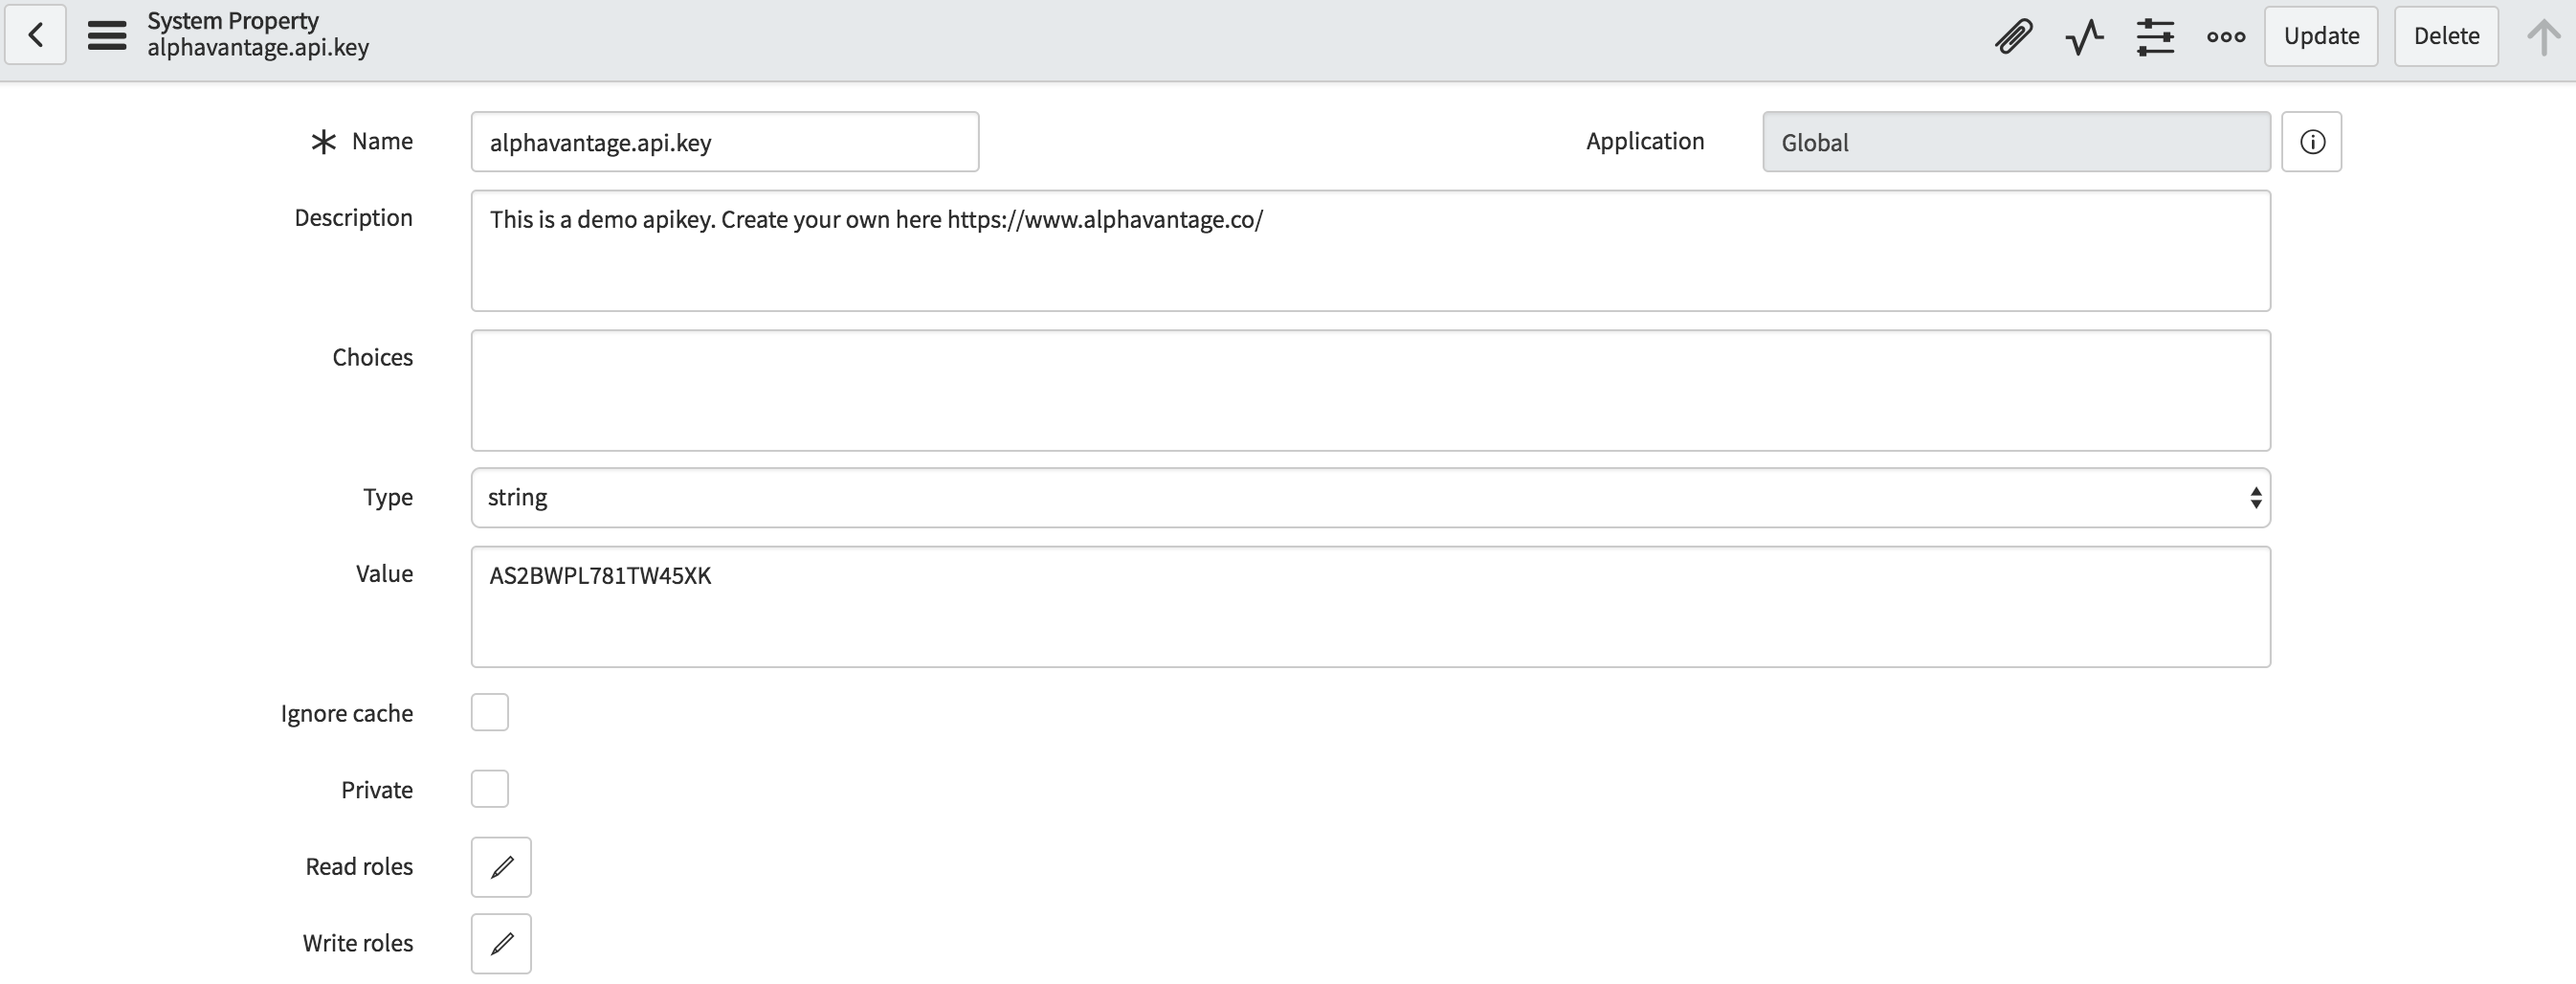 System Property
alphavantage.api.key
Update
Delete
Name
alphavantage.api.key
Application
Global
Description
This is a demo apikey. Create your own here https://www.alphavantage.co/
Choices
Type
string
Value
AS2BWPL781TW45XK
Ignore cache
Private
Read roles
Write roles